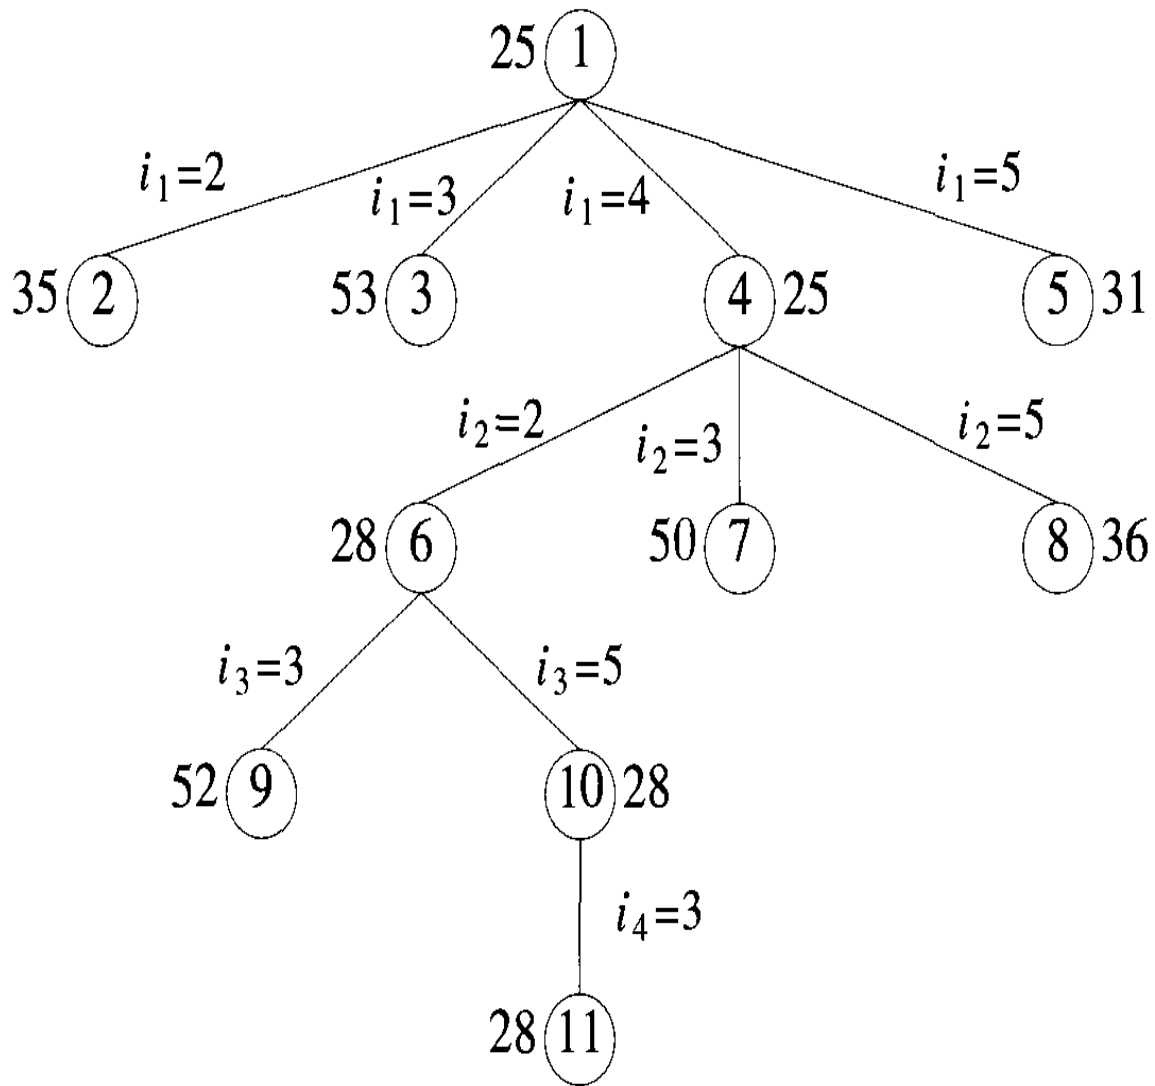 25 1
i₁=2 i₁=3 i₁=4 i₁=5
35 2 53 3 4 25 5 31
i₂=2 i₂=3 i₂=5
28 6 50 7 8 36
i₃=3 i₃=5
52 9 10 28
i₄=3
28 11